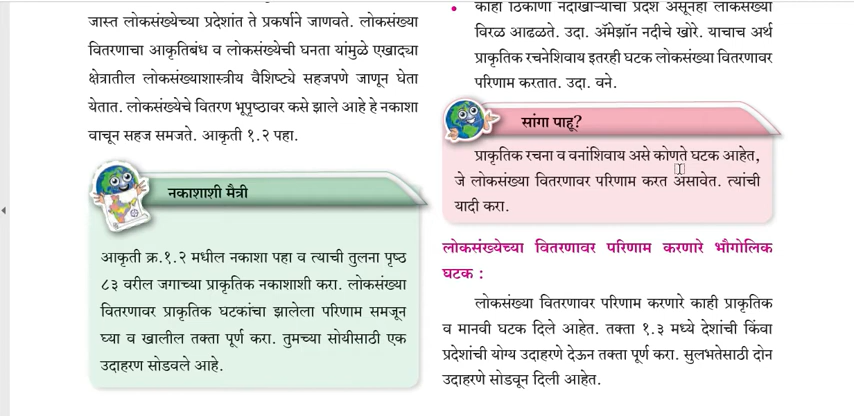 जास्त लोकसंख्येच्या प्रदेशांत ते प्रकर्षाने जाणवते. लोकसंख्या
वितरणाचा आकृतिबंध व लोकसंख्येची घनता यांमुळे एखाद्या
क्षेत्रातील लोकसंख्याशास्त्रीय वैशिष्ट्ये सहजपणे जाणून घेता
येतात. लोकसंख्येचे वितरण भूपृष्ठावर कसे झाले आहे हे नकाशा
वाचून सहज समजते. आकृती १.२ पहा.
नकाशाशी मैत्री
आकृती क्र.१.२ मधील नकाशा पहा व त्याची तुलना पृष्ठ
८३ वरील जगाच्या प्राकृतिक नकाशाशी करा. लोकसंख्या
वितरणावर प्राकृतिक घटकांचा झालेला परिणाम समजून
घ्या व खालील तक्ता पूर्ण करा. तुमच्या सोयीसाठी एक
उदाहरण सोडवले आहे.
• काही ठिकाणी नदीखोऱ्यांचा प्रदेश असूनही लोकसंख्या
विरळ आढळते. उदा. ॲमेझॉन नदीचे खोरे. याचाच अर्थ
प्राकृतिक रचनेशिवाय इतरही घटक लोकसंख्या वितरणावर
परिणाम करतात. उदा. वने.
सांगा पाहू?
प्राकृतिक रचना व वनांशिवाय असे कोणते घटक आहेत,
जे लोकसंख्या वितरणावर परिणाम करत असावेत. त्यांची
यादी करा.
लोकसंख्येच्या वितरणावर परिणाम करणारे भौगोलिक
घटक :
लोकसंख्या वितरणावर परिणाम करणारे काही प्राकृतिक
व मानवी घटक दिले आहेत. तक्ता १.३ मध्ये देशांची किंवा
प्रदेशांची योग्य उदाहरणे देऊन तक्ता पूर्ण करा. सुलभतेसाठी दोन
उदाहरणे सोडवून दिली आहेत.